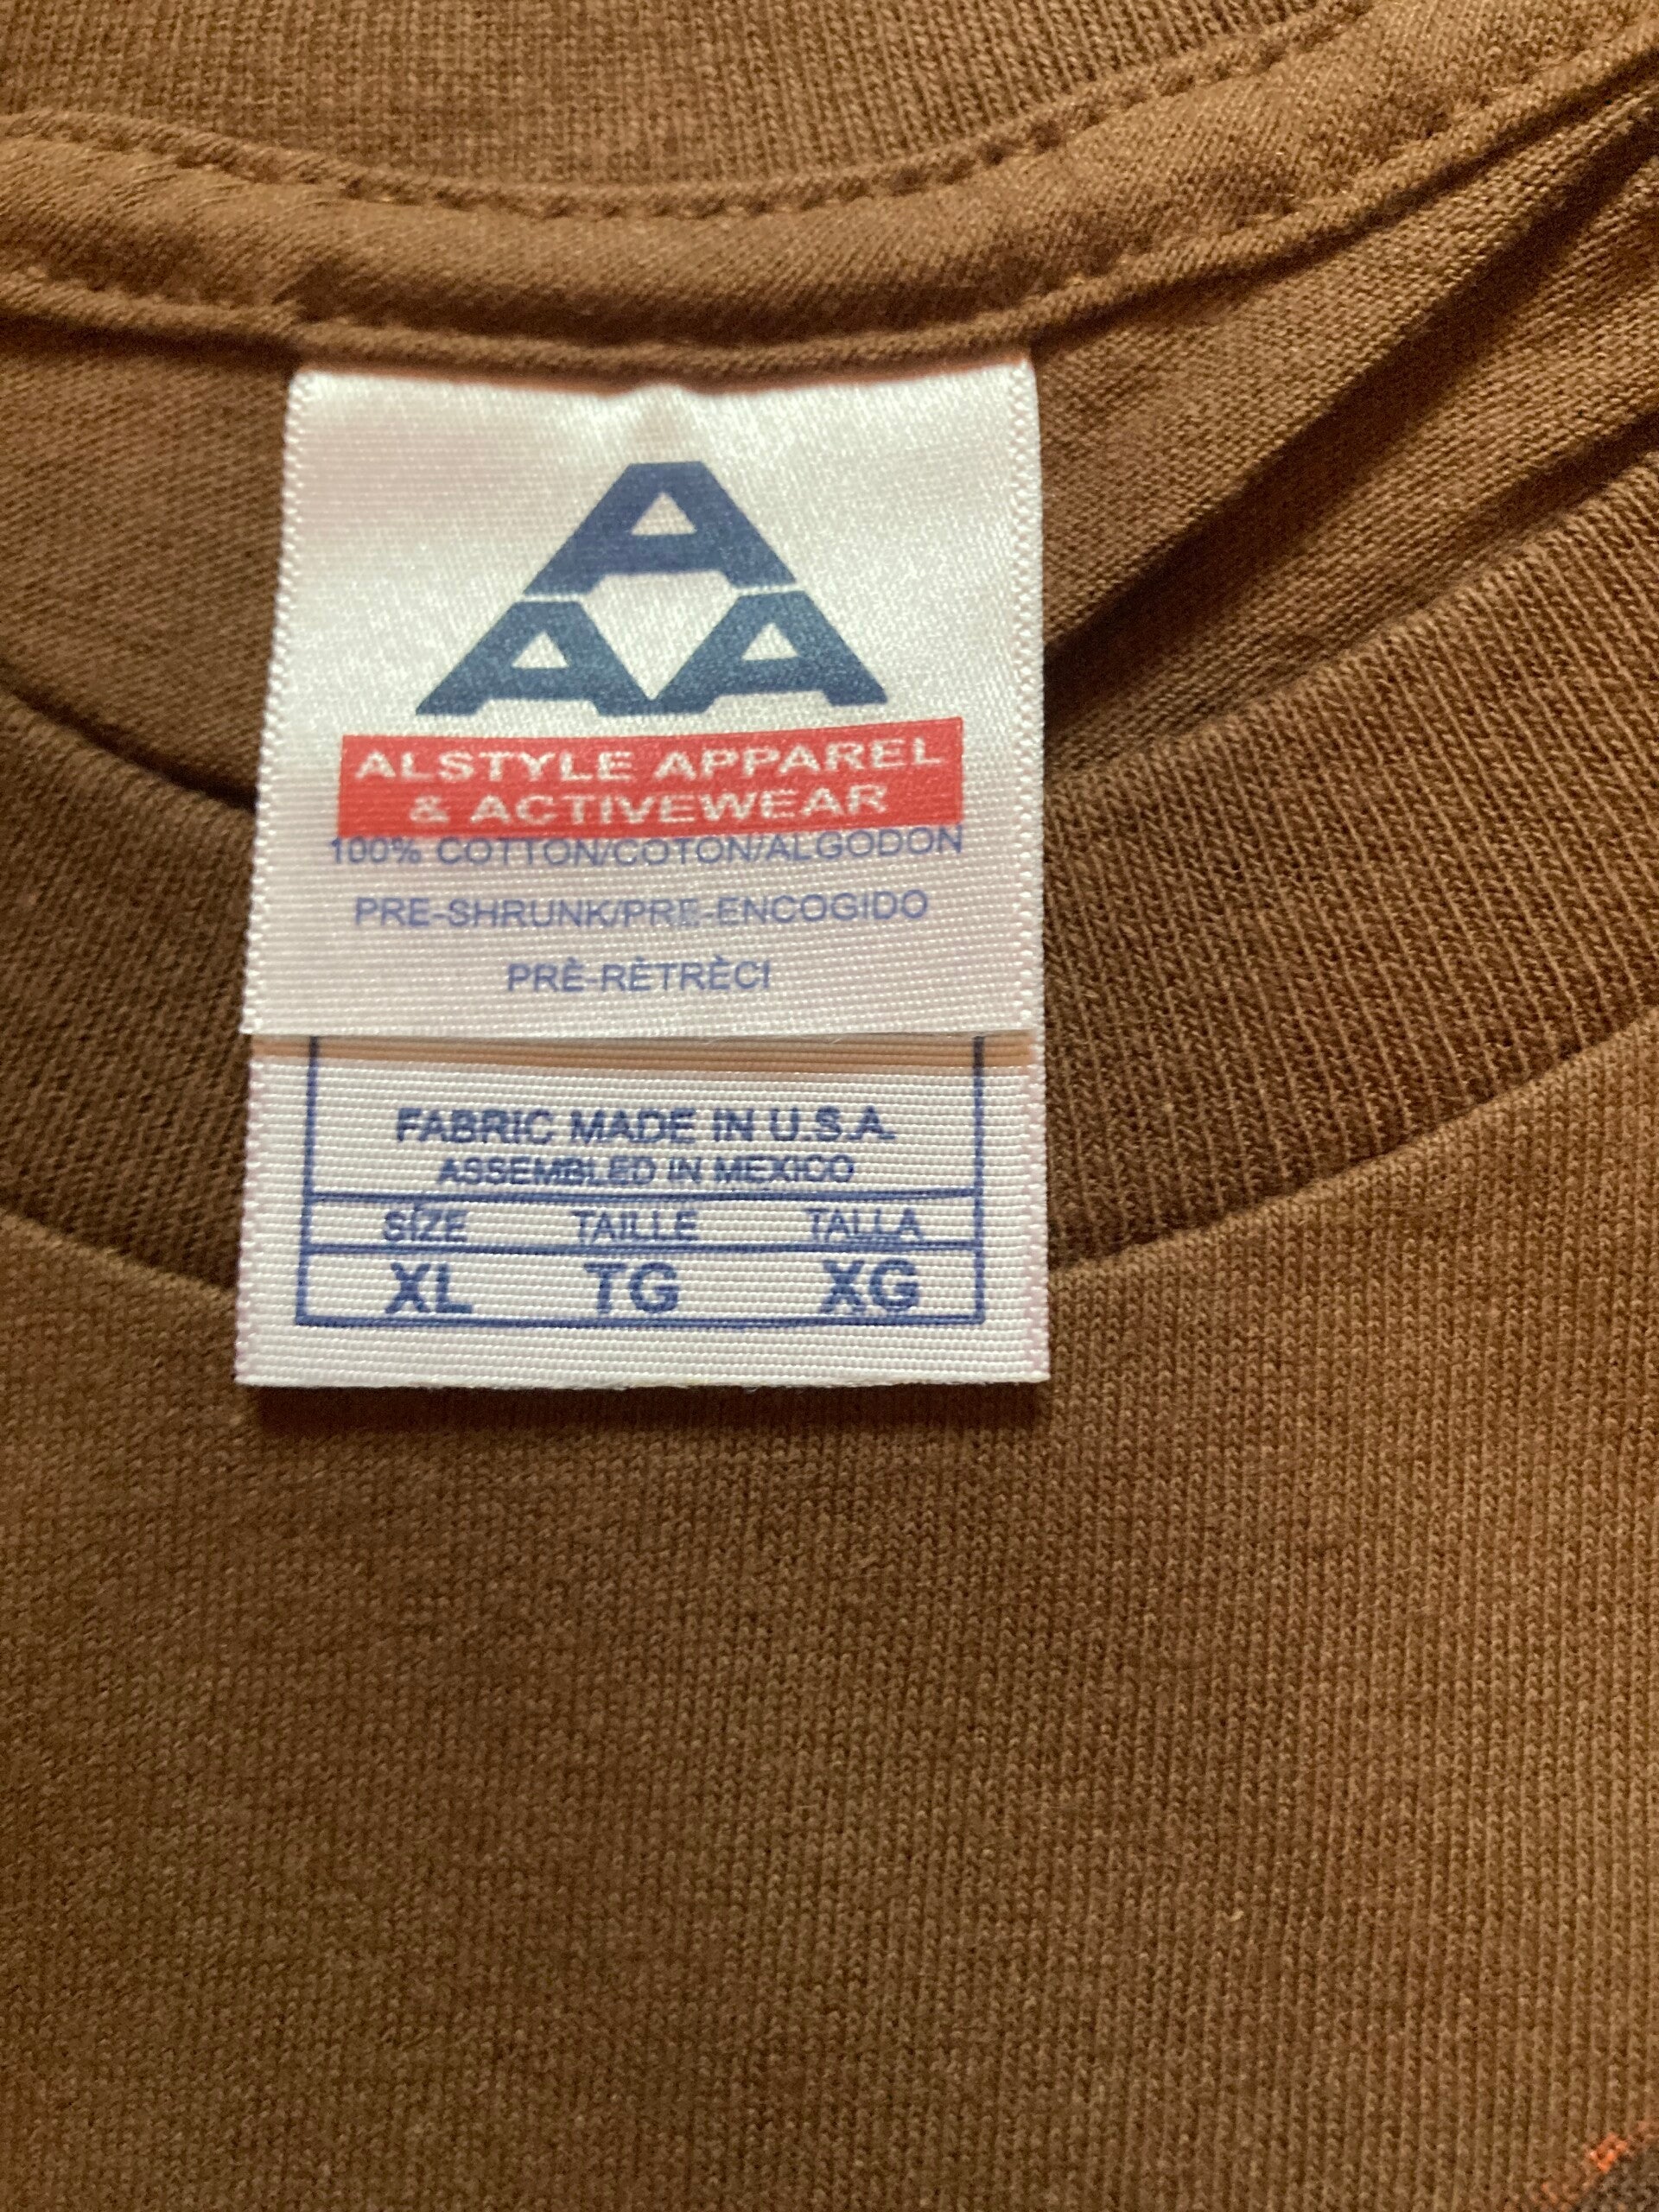 A
AA
ALSTYLE APPAREL
& ACTIVEWEAR
100% COTTON/COTON/ALGODON
PRE-SHRUNK/PRE-ENCOGIDO
PRÈ-RÈTRÈCI
FABRIC MADE IN U.S.A.
ASSEMBLED IN MEXICO
SIZE TAILLE TALLA
XL TG XG